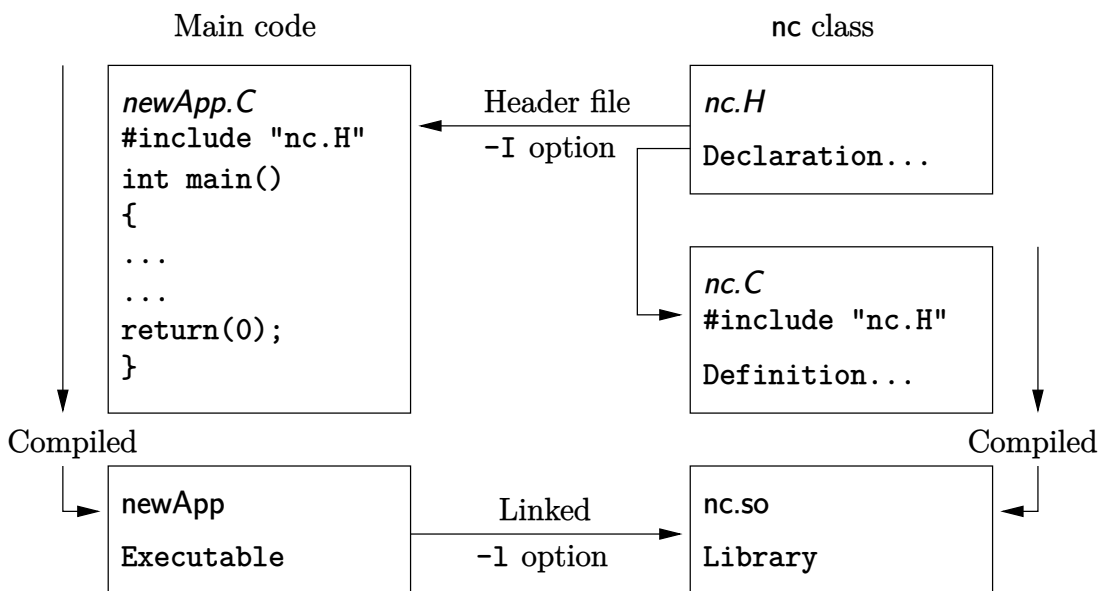 Main code
nc class
newApp.C
#include "nc.H"
int main()
{
...
...
return(0);
}
Header file
-I option
nc.H
Declaration...
nc.C
#include "nc.H"
Definition...
Compiled
Compiled
newApp
Executable
Linked
-l option
nc.so
Library